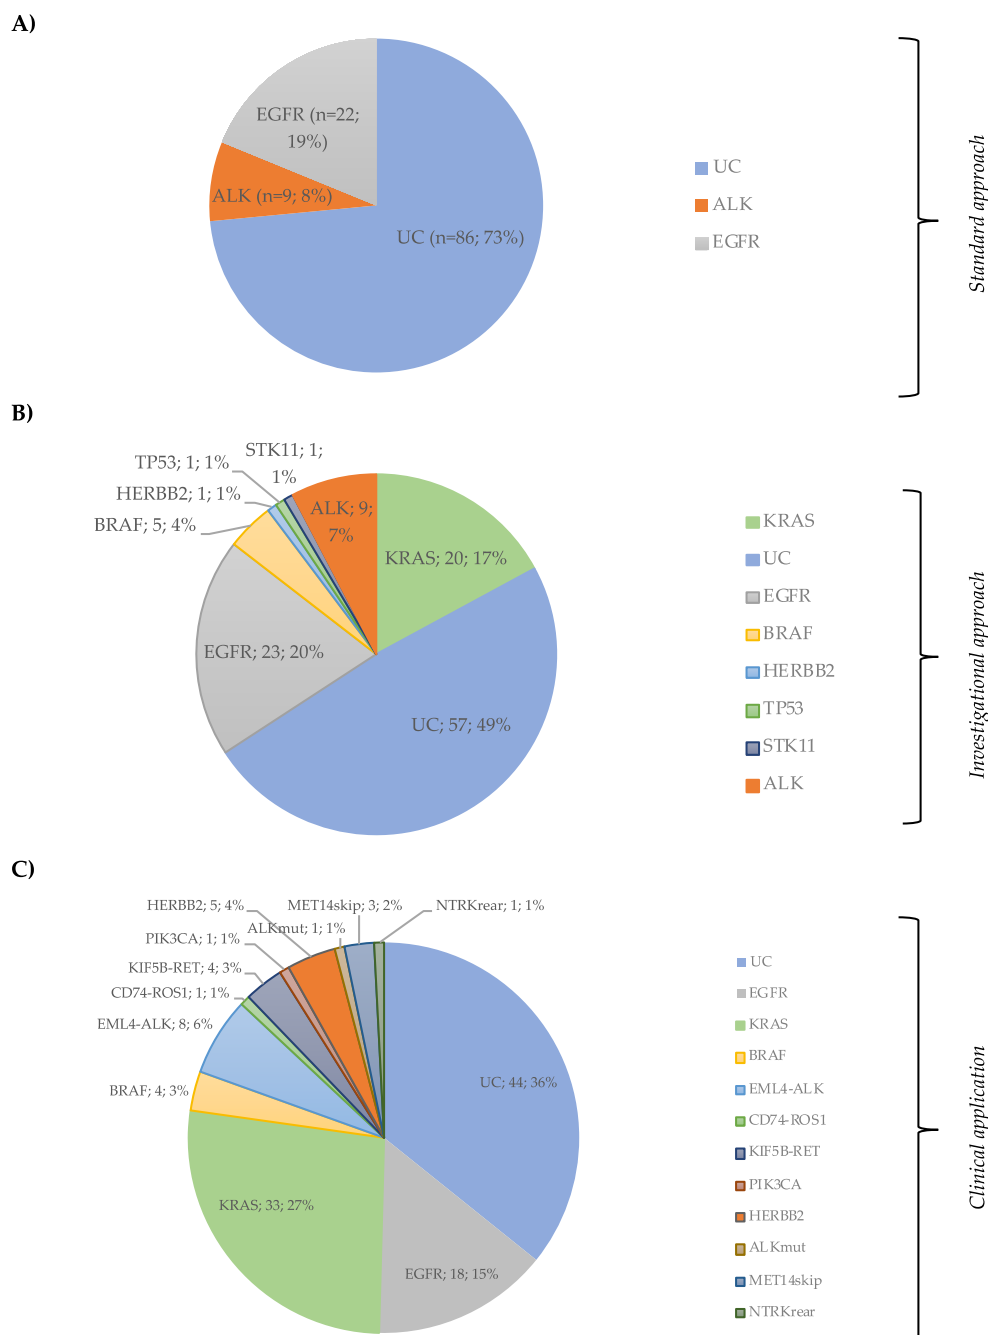 A)
EGFR (n=22;
19%)
ALK (n=9; 8%)
UC (n=86; 73%)
UC
ALK
EGFR
Standard approach
B)
STK11; 1;
1%
TP53; 1; 1%
HERBB2; 1; 1%
BRAF; 5; 4%
ALK; 9;
7%
KRAS; 20; 17%
EGFR; 23; 20%
UC; 57; 49%
KRAS
UC
EGFR
BRAF
HERBB2
TP53
STK11
ALK
Investigational approach
C)
HERBB2; 5; 4%
MET14skip; 3; 2%
NTRKrear; 1; 1%
ALKmut; 1; 1%
PIK3CA; 1; 1%
KIF5B-RET; 4; 3%
CD74-ROS1; 1; 1%
EML4-ALK; 8; 6%
BRAF; 4; 3%
UC; 44; 36%
KRAS; 33; 27%
EGFR; 18; 15%
UC
EGFR
KRAS
BRAF
EML4-ALK
CD74-ROS1
KIF5B-RET
PIK3CA
HERBB2
ALKmut
MET14skip
NTRKrear
Clinical application